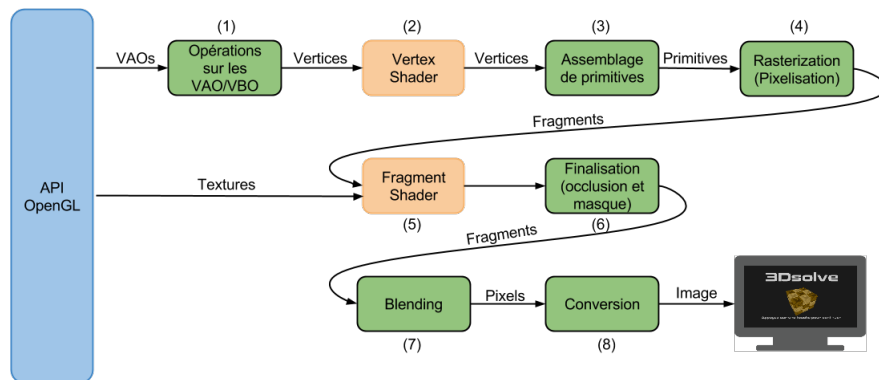 (1)
(2)
(3)
(4)
VAOs
Opérations
sur les
VAO/VBO
Vertices
Vertex
Shader
Vertices
Assemblage
de primitives
Primitives
Rasterization
(Pixelisation)
Fragments
API
OpenGL
Textures
Fragment
Shader
Finalisation
(occlusion et
masque)
(5)
(6)
Fragments
Blending
Pixels
Conversion
Image
3Dsolve
(7)
(8)